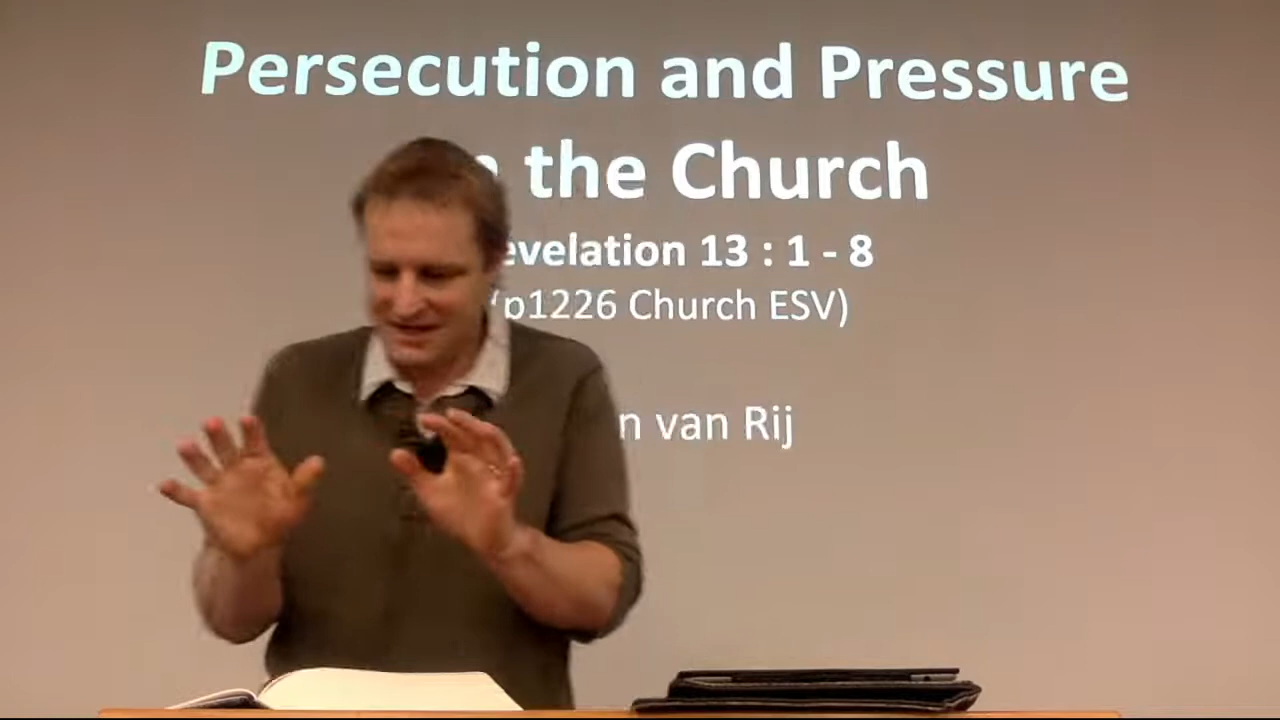 Persecution and Pressure
the Church
evelation 13 : 1 - 8
(p1226 Church ESV)
n van Rij